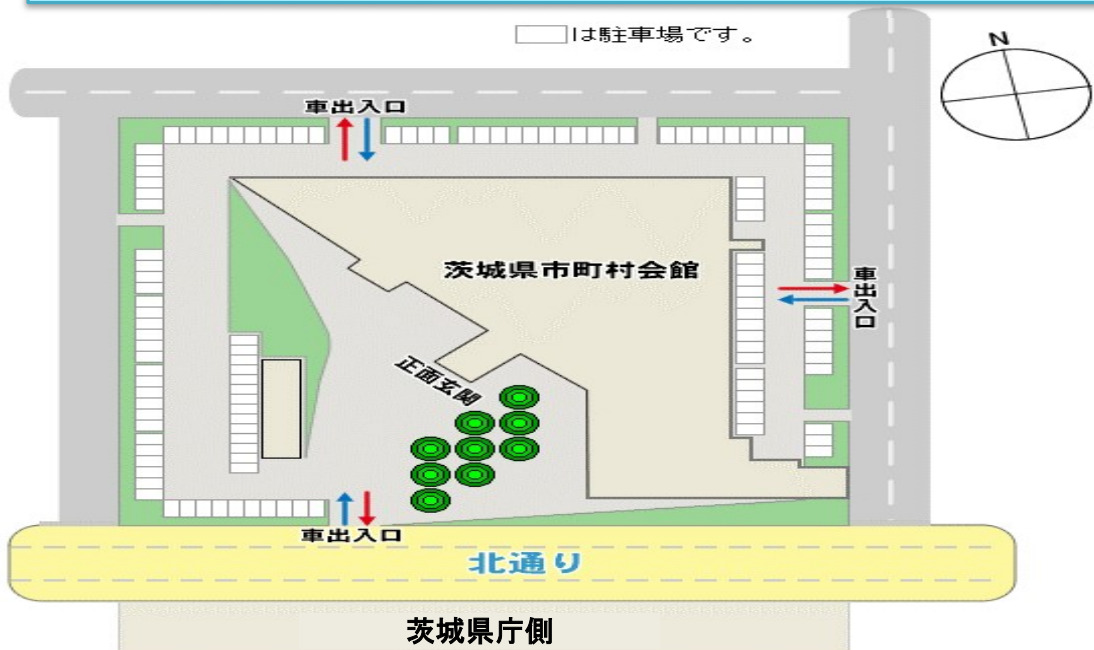 は駐車場です。
N
車出入口
茨城県市町村会館
車出入口
正面玄関
車出入口
北通り
茨城県庁側